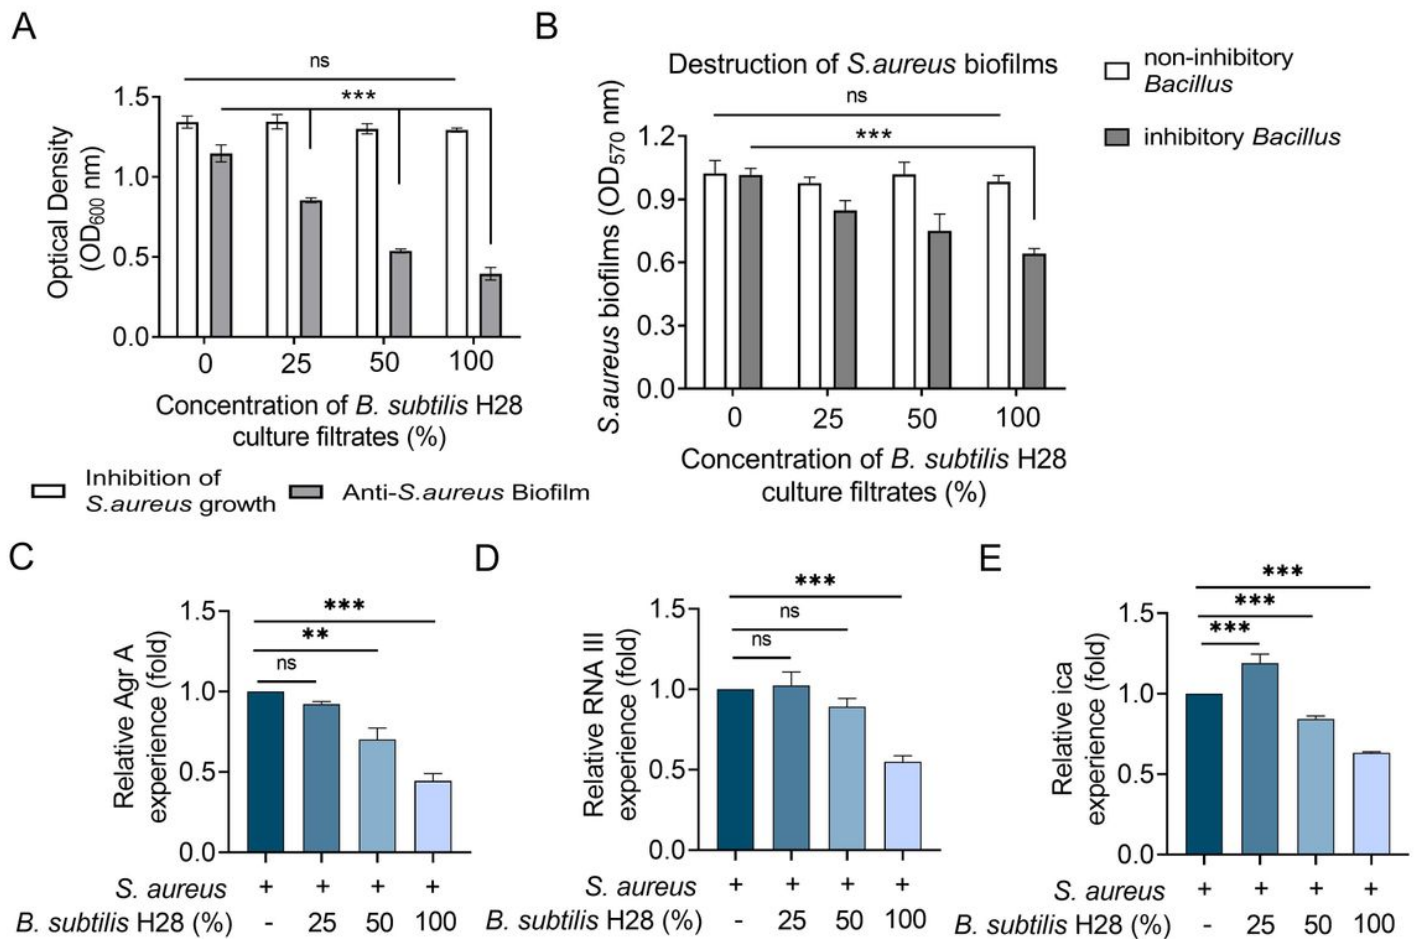 A
ns
***
1.5
1.0
0.5
0.0
Optical Density
(OD600 nm)
0 25 50 100
Concentration of B. subtilis H28
culture filtrates (%)
Inhibition of
S.aureus growth
Anti-S.aureus Biofilm
B
Destruction of S.aureus biofilms
ns
***
1.2
0.9
0.6
0.3
0.0
S.aureus biofilms (OD570 nm)
0 25 50 100
Concentration of B. subtilis H28
culture filtrates (%)
non-inhibitory
Bacillus
inhibitory Bacillus
C
***
**
ns
1.5
1.0
0.5
0.0
Relative Agr A
experience (fold)
S. aureus + + + +
B. subtilis H28 (%) - 25 50 100
D
***
ns
ns
1.5
1.0
0.5
0.0
Relative RNA III
experience (fold)
S. aureus + + + +
B. subtilis H28 (%) - 25 50 100
E
***
***
***
1.5
1.0
0.5
0.0
Relative ica
experience (fold)
S. aureus + + + +
B. subtilis H28 (%) - 25 50 100